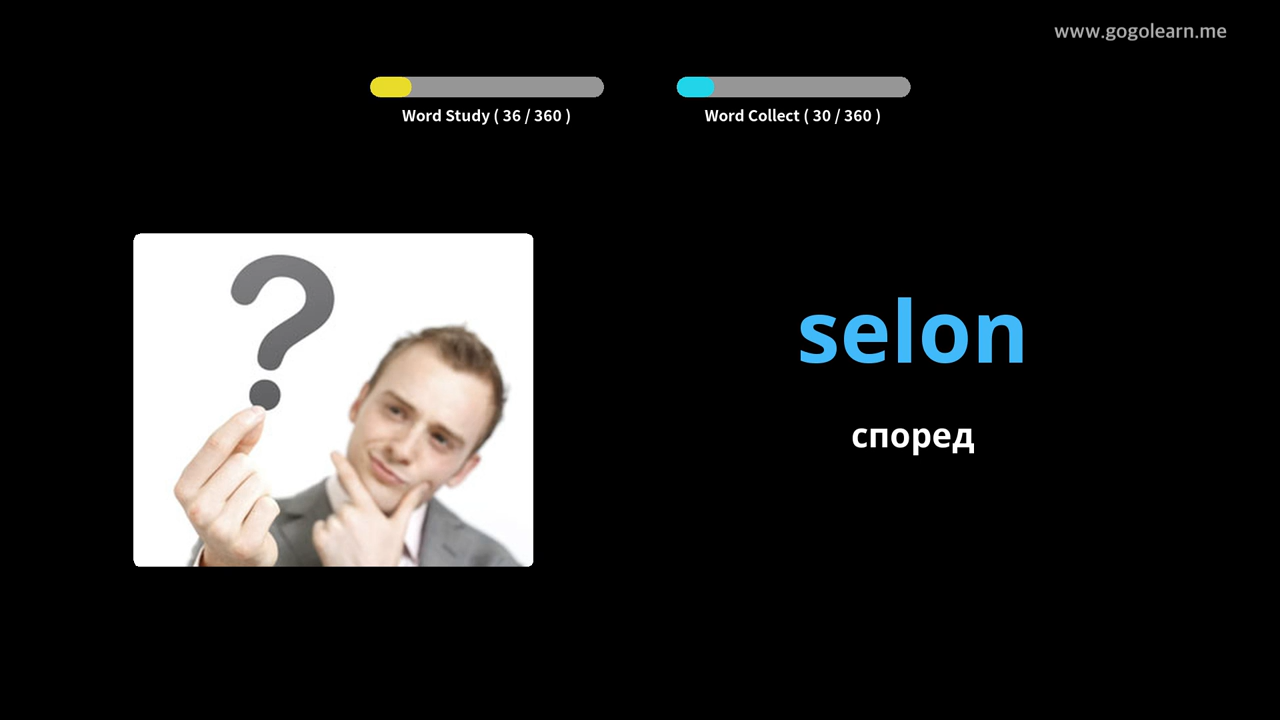 www.gogolearn.me
Word Study ( 36 / 360 )
Word Collect ( 30 / 360 )
?
selon
според